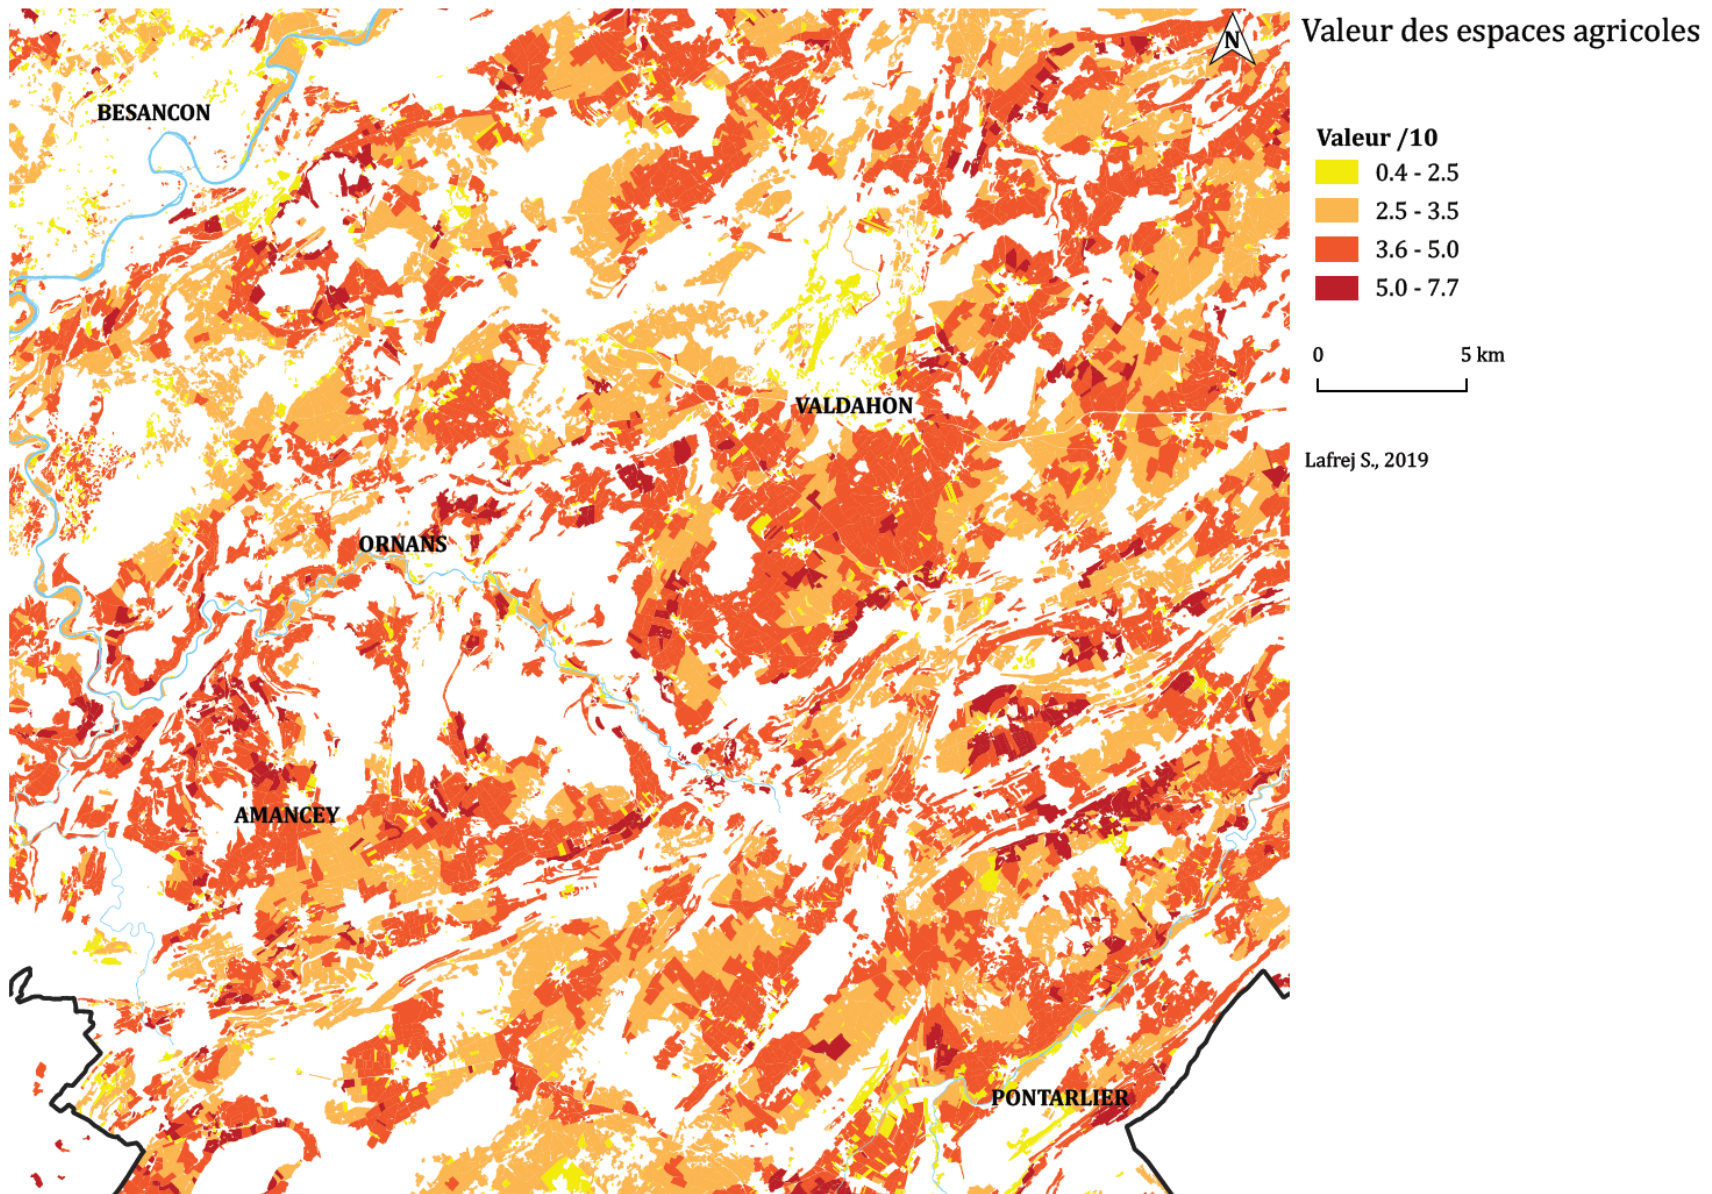 Valeur des espaces agricoles
N
BESANCON
Valeur /10
0.4 - 2.5
2.5 - 3.5
3.6 - 5.0
5.0 - 7.7
0 5 km
VALDAHON
Lafrej S., 2019
ORNANS
AMANCEY
PONTARLIER